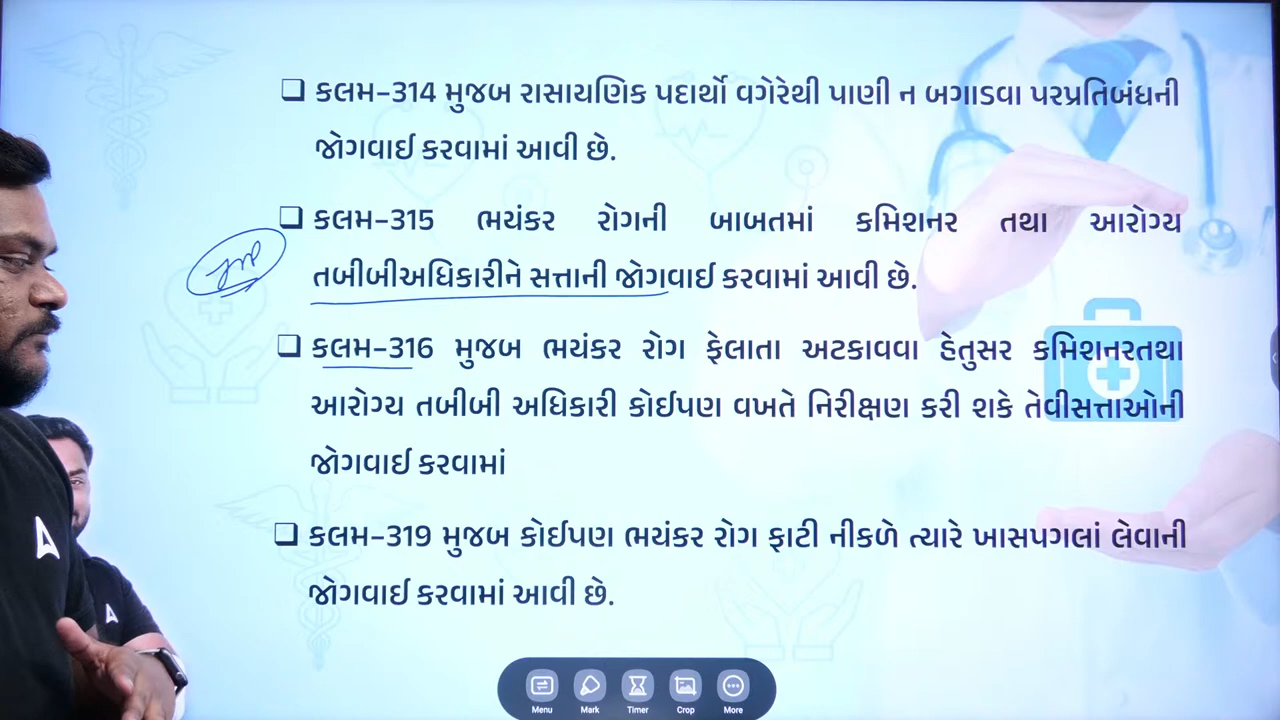 ❑ કલમ–314 મુજબ રાસાયણિક પદાર્થો વગેરેથી પાણી ન બગાડવા પરપ્રતિબંધની
જોગવાઈ કરવામાં આવી છે.
❑ કલમ–315 ભયંકર રોગની બાબતમાં કમિશનર તથા આરોગ્ય
Imp
તબીબીઅધિકારીને સત્તાની જોગવાઈ કરવામાં આવી છે.
❑ કલમ–316 મુજબ ભયંકર રોગ ફેલાતા અટકાવવા હેતુસર કમિશનરતથા
આરોગ્ય તબીબી અધિકારી કોઈપણ વખતે નિરીક્ષણ કરી શકે તેવીસત્તાઓની
જોગવાઈ કરવામાં
❑ કલમ–319 મુજબ કોઈપણ ભયંકર રોગ ફાટી નીકળે ત્યારે ખાસપગલાં લેવાની
જોગવાઈ કરવામાં આવી છે.
Menu Mark Timer Crop More